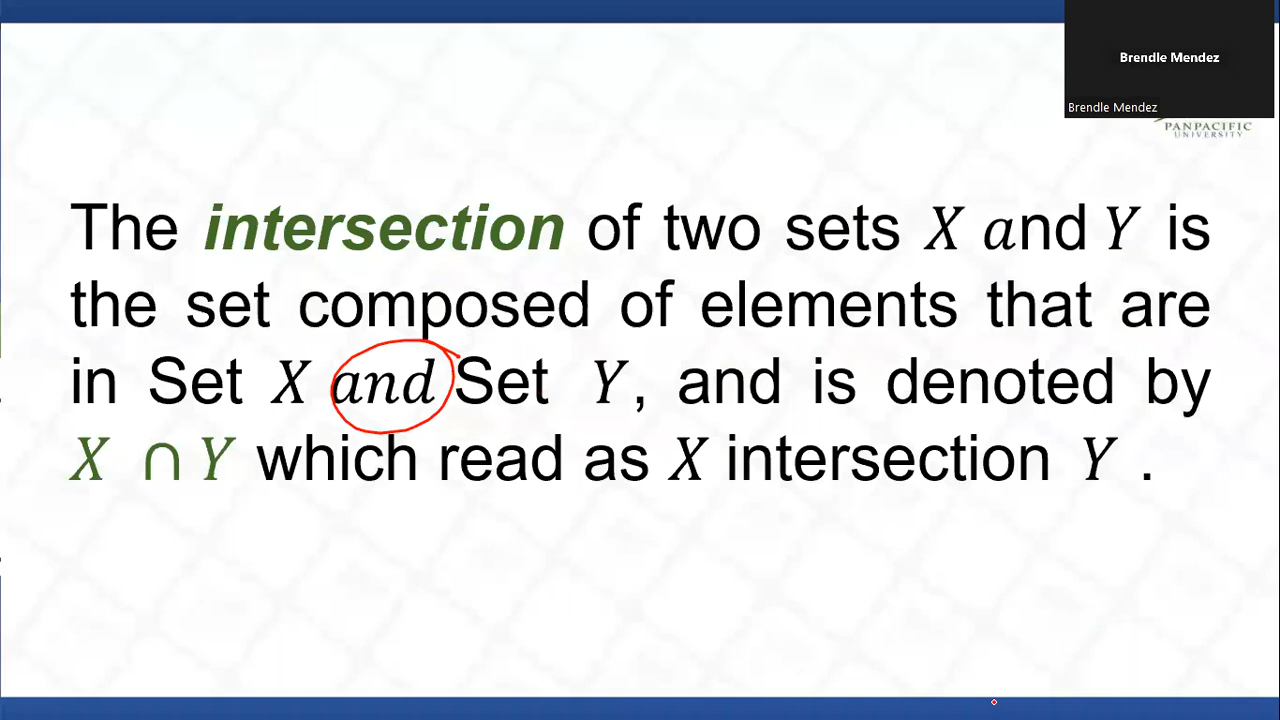 Brendle Mendez
Brendle Mendez
PANPACIFIC
UNIVERSITY
The intersection of two sets X and Y is
the set composed of elements that are
in Set X and Set Y, and is denoted by
X ∩ Y which read as X intersection Y .